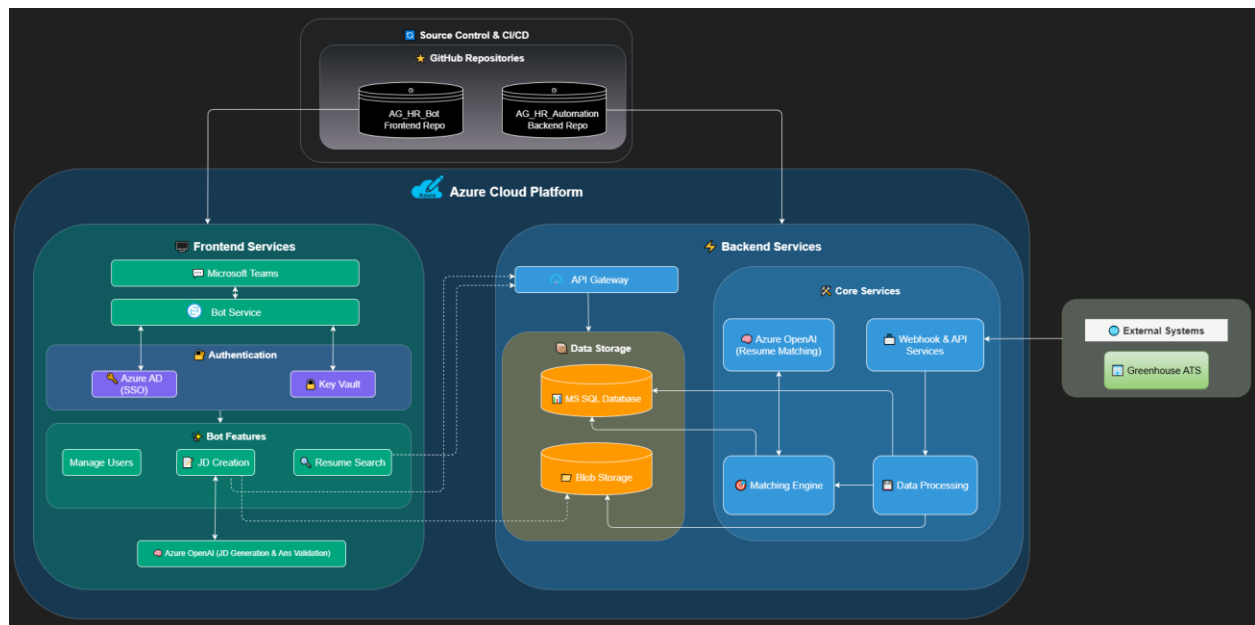 Source Control & CI/CD
GitHub Repositories
AG_HR_Bot
Frontend Repo
AG_HR_Automation
Backend Repo
Azure
Azure Cloud Platform
Frontend Services
Microsoft Teams
Bot Service
Authentication
Azure AD
(SSO)
Key Vault
Bot Features
Manage Users
JD Creation
Resume Search
Azure OpenAI (JD Generation & Ans Validation)
Backend Services
API Gateway
Data Storage
MS SQL Database
Blob Storage
Core Services
Azure OpenAI
(Resume Matching)
Webhook & API
Services
Matching Engine
Data Processing
External Systems
Greenhouse ATS